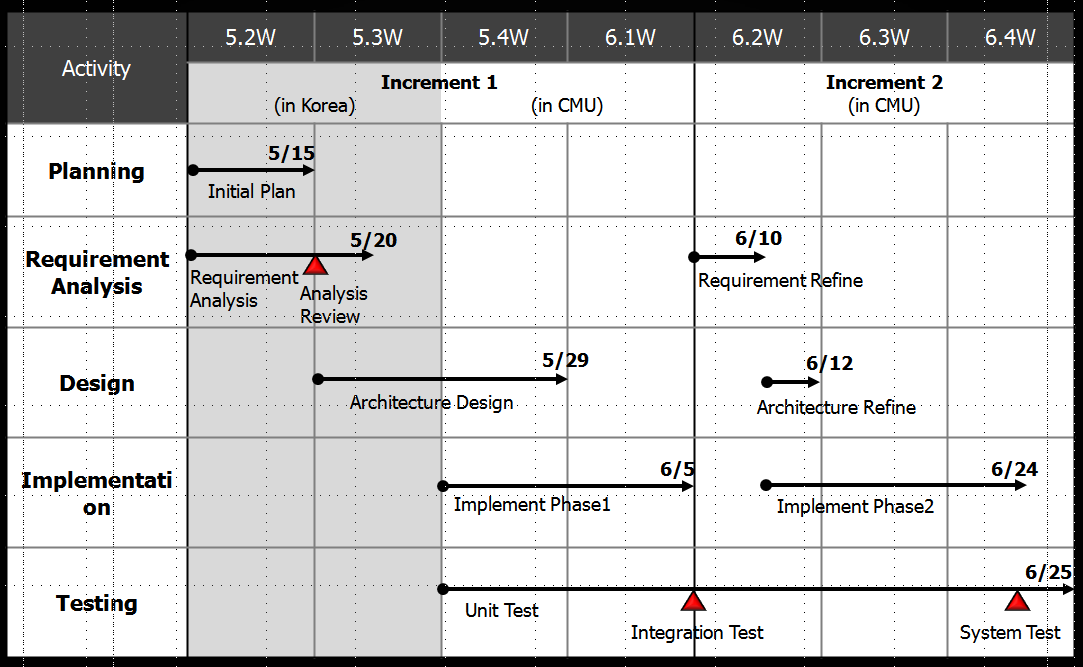 Activity
5.2W 5.3W 5.4W 6.1W 6.2W 6.3W 6.4W
Increment 1 Increment 2
(in Korea) (in CMU) (in CMU)
Planning
5/15
Initial Plan
Requirement
Analysis
5/20
Requirement
Analysis
Analysis
Review
6/10
Requirement Refine
Design
5/29
Architecture Design
6/12
Architecture Refine
Implementati
on
6/5
Implement Phase1
6/24
Implement Phase2
Testing
6/25
Unit Test
Integration Test
System Test